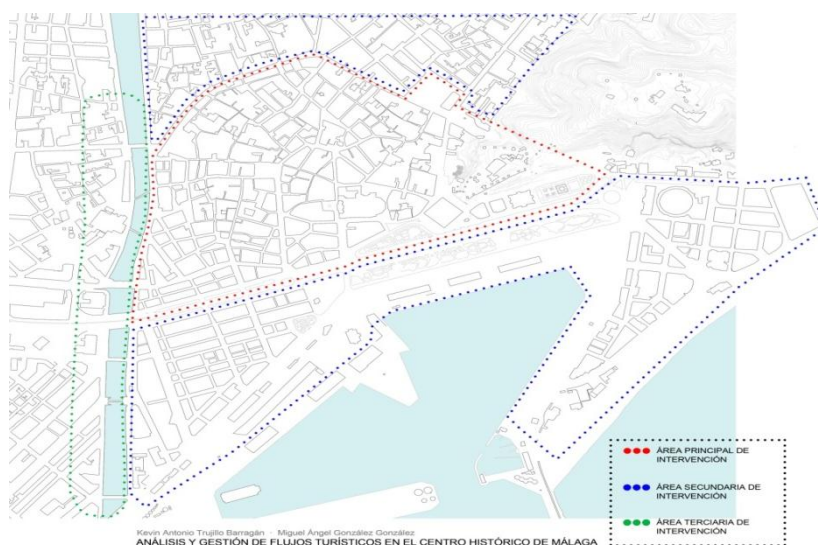 ÁREA PRINCIPAL DE
INTERVENCIÓN
ÁREA SECUNDARIA DE
INTERVENCIÓN
ÁREA TERCIARIA DE
INTERVENCIÓN
Kevin Antonio Trujillo Barragán · Miguel Ángel González González
ANÁLISIS Y GESTIÓN DE FLUJOS TURÍSTICOS EN EL CENTRO HISTÓRICO DE MÁLAGA